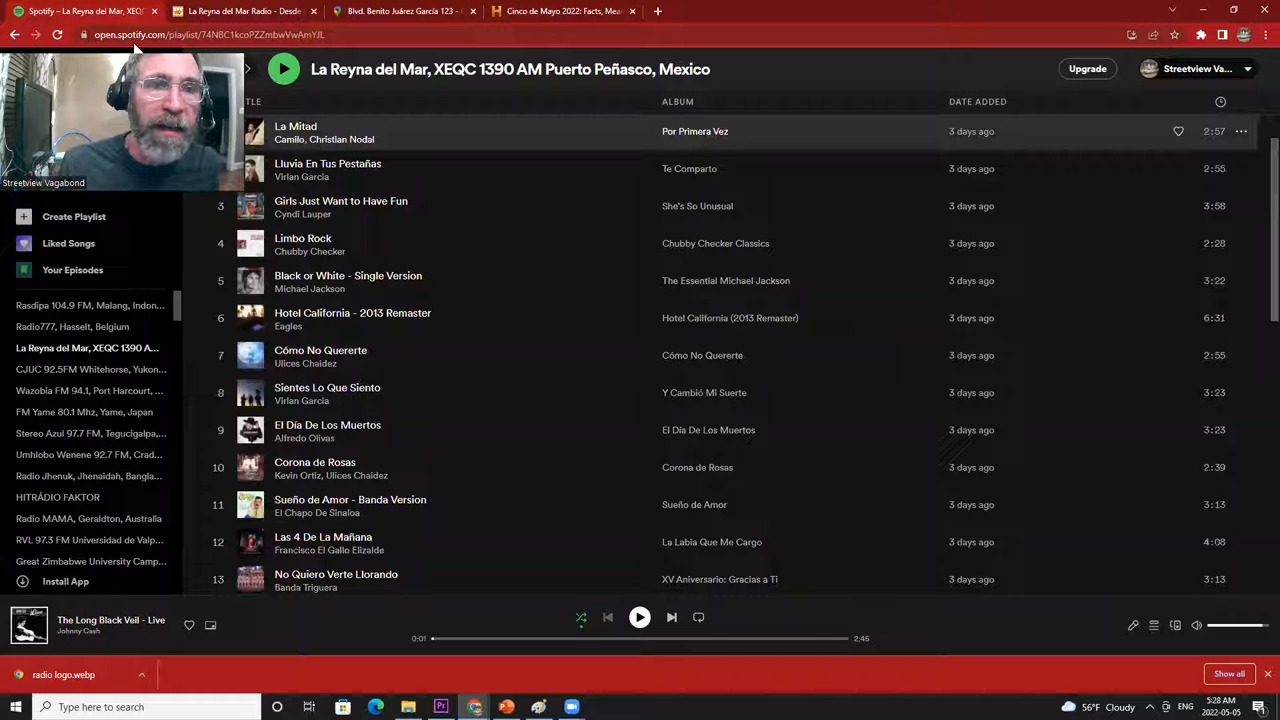 Spotify – La Reyna del Mar, XEQC
La Reyna del Mar Radio - Desde
Blvd. Benito Juárez García 123 -
Cinco de Mayo 2022: Facts, Mea
open.spotify.com/playlist/74NBC1kcoPZZmbwVwAmYJL
La Reyna del Mar, XEQC 1390 AM Puerto Peñasco, Mexico
Upgrade
Streetview Va...
TLE ALBUM DATE ADDED
La Mitad
Camilo, Christian Nodal
Por Primera Vez 3 days ago 2:57
Lluvia En Tus Pestañas
Virlan Garcia
Te Comparto 3 days ago 2:55
3 Girls Just Want to Have Fun
Cyndi Lauper
She's So Unusual 3 days ago 3:58
4 Limbo Rock
Chubby Checker
Chubby Checker Classics 3 days ago 2:28
5 Black or White - Single Version
Michael Jackson
The Essential Michael Jackson 3 days ago 3:22
6 Hotel California - 2013 Remaster
Eagles
Hotel California (2013 Remaster) 3 days ago 6:31
7 Cómo No Quererte
Ulices Chaidez
Cómo No Quererte 3 days ago 2:55
8 Sientes Lo Que Siento
Virlan Garcia
Y Cambió Mi Suerte 3 days ago 3:23
9 El Día De Los Muertos
Alfredo Olivas
El Día De Los Muertos 3 days ago 3:23
10 Corona de Rosas
Kevin Ortiz, Ulices Chaidez
Corona de Rosas 3 days ago 2:39
11 Sueño de Amor - Banda Version
El Chapo De Sinaloa
Sueño de Amor 3 days ago 3:13
12 Las 4 De La Mañana
Francisco El Gallo Elizalde
La Labia Que Me Cargo 3 days ago 4:08
13 No Quiero Verte Llorando
Banda Triguera
XV Aniversario: Gracias a Ti 3 days ago 3:13
Streetview Vagabond
Create Playlist
Liked Songs
Your Episodes
Rasdipa 104.9 FM, Malang, Indon...
Radio777, Hasselt, Belgium
La Reyna del Mar, XEQC 1390 A...
CJUC 92.5FM Whitehorse, Yukon...
Wazobia FM 94.1, Port Harcourt, ...
FM Yame 80.1 Mhz, Yame, Japan
Stereo Azul 97.7 FM, Tegucigalpa,...
Umhlobo Wenene 92.7 FM, Crad...
Radio Jhenuk, Jhenaidah, Bangla...
HITRÁDIO FAKTOR
Radio MAMA, Geraldton, Australia
RVL 97.3 FM Universidad de Valp...
Great Zimbabwe University Camp...
Install App
The Long Black Veil - Live
Johnny Cash
0:01 2:45
radio logo.webp
Show all
Type here to search
56°F Cloudy
ENG
5:28 AM
2022-05-05